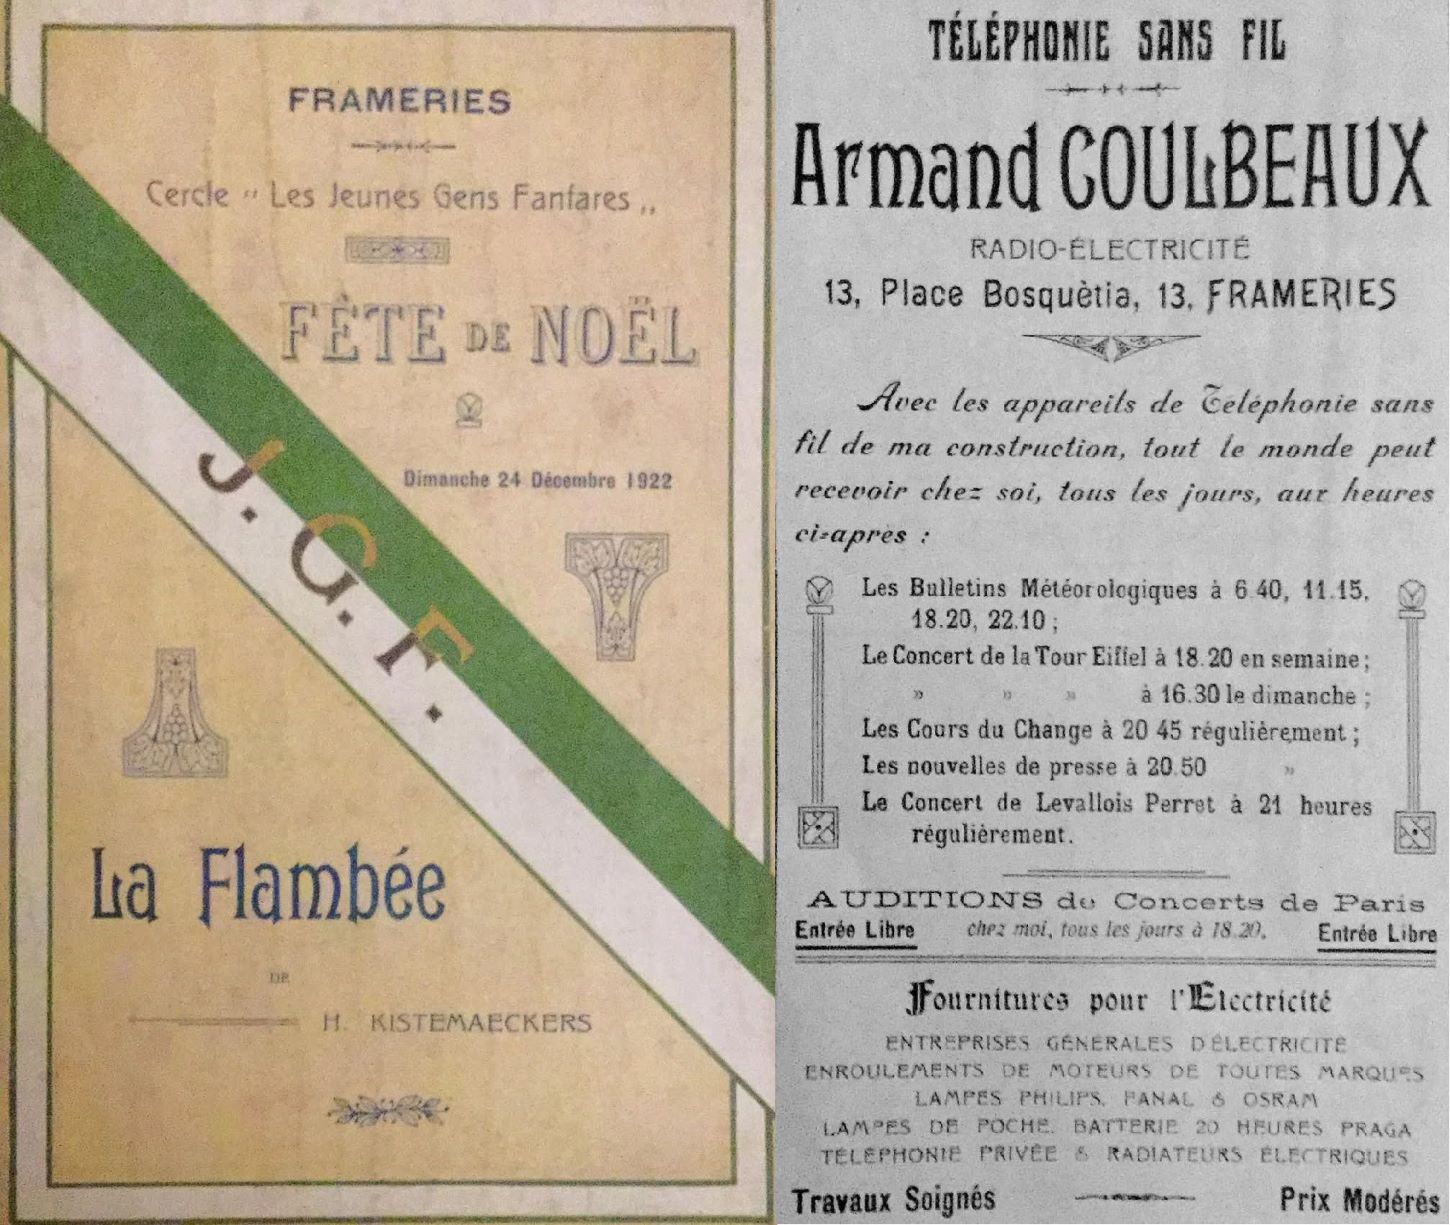 FRAMERIES
Cercle " Les Jeunes Gens Fanfares „
FÊTE DE NOËL
Dimanche 24 Décembre 1922
J. G. F.
La Flambée
DE
H. KISTEMAECKERS
TÉLÉPHONIE SANS FIL
Armand COULBEAUX
RADIO-ÉLECTRICITÉ
13, Place Bosquètia, 13, FRAMERIES
Avec les appareils de Teléphonie sans
fil de ma construction, tout le monde peut
recevoir chez soi, tous les jours, aux heures
ci-après :
Les Bulletins Météorologiques à 6.40, 11.15,
18.20, 22.10 ;
Le Concert de la Tour Eiffel à 18.20 en semaine ;
» » » à 16.30 le dimanche ;
Les Cours du Change à 20 45 régulièrement ;
Les nouvelles de presse à 20.50 »
Le Concert de Levallois Perret à 21 heures
régulièrement.
AUDITIONS de Concerts de Paris
Entrée Libre chez moi, tous les jours à 18.20. Entrée Libre
Fournitures pour l'Electricité
ENTREPRISES GÉNÉRALES D'ÉLECTRICITÉ
ENROULEMENTS DE MOTEURS DE TOUTES MARQUES
LAMPES PHILIPS, FANAL & OSRAM
LAMPES DE POCHE. BATTERIE 20 HEURES PRAGA
TÉLÉPHONIE PRIVÉE & RADIATEURS ÉLECTRIQUES
Travaux Soignés Prix Modérés